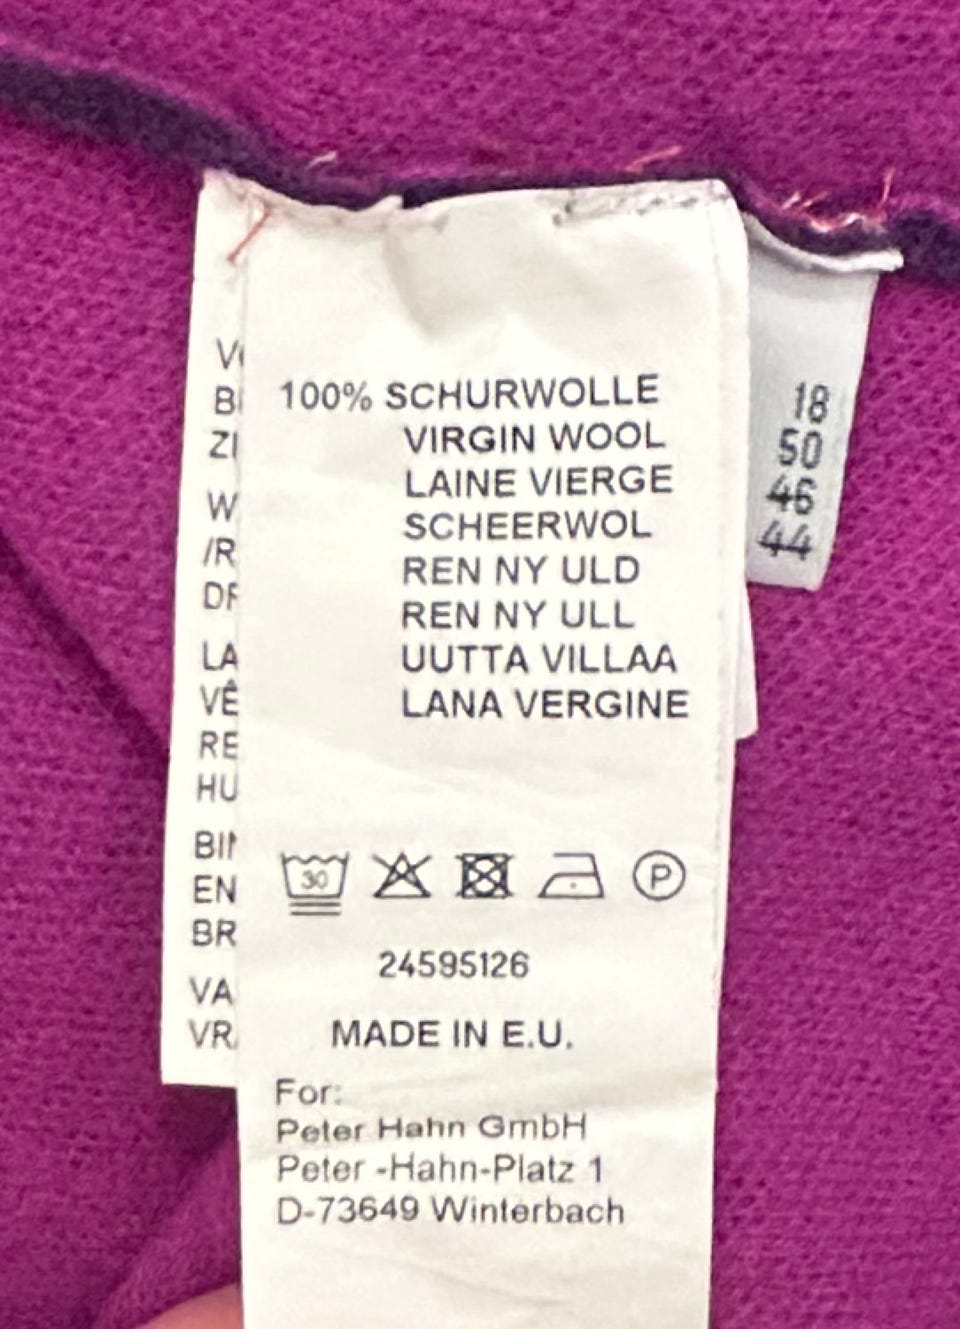 100% SCHURWOLLE
VIRGIN WOOL
LAINE VIERGE
SCHEERWOL
REN NY ULD
REN NY ULL
UUTTA VILLAA
LANA VERGINE
30
P
24595126
MADE IN E.U.
For:
Peter Hahn GmbH
Peter -Hahn-Platz 1
D-73649 Winterbach
18
50
46
44